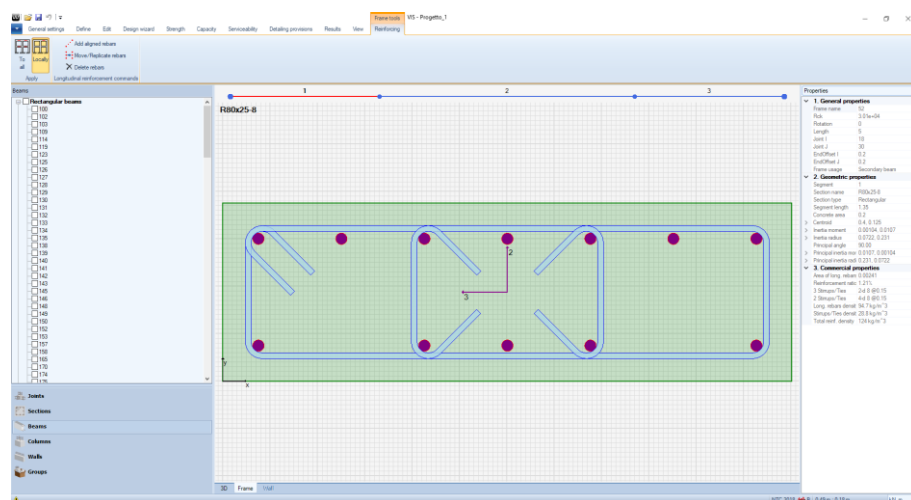 Frame tools VIS - Progetto_1
General settings Define Edit Design wizard Strength Capacity Serviceability Detailing provisions Results View Reinforcing
To all
Locally
Add aligned rebars
Move/Replicate rebars
Delete rebars
Apply Longitudinal reinforcement commands
Beams
Rectangular beams
100
102
103
109
114
119
123
125
126
127
128
129
130
131
132
133
134
135
138
139
140
141
142
143
145
146
148
149
150
152
153
157
158
165
170
174
Joints
Sections
Beams
Columns
Walls
Groups
1 2 3
R80x25-8
2
3
y
x
3D Frame Wall
Properties
1. General properties
Frame name 92
Rck 3.01e+04
Rotation 0
Length 5
Joint I 10
Joint J 30
EndOffset I 0.2
EndOffset J 0.2
Frame usage Secondary beam
2. Geometric properties
Segment 1
Section name R80x25-8
Section type Rectangular
Segment length 1.35
Concrete area 0.2
Centroid 0.4, 0.125
Inertia moment 0.00104, 0.0107
Inertia radius 0.0722, 0.231
Principal angle 90.00
Principal inertia mo 0.0107, 0.00104
Principal inertia radi 0.231, 0.0722
3. Commercial properties
Area of long. rebars 0.00241
Reinforcement ratio 1.21%
3 Stirrups/Ties 2-d 8 @0.15
2 Stirrups/Ties 4-d 8 @0.15
Long. rebars densit 94.7 kg/m^3
Stirrups/Ties densit 28.8 kg/m^3
Total reinf. density 124 kg/m^3